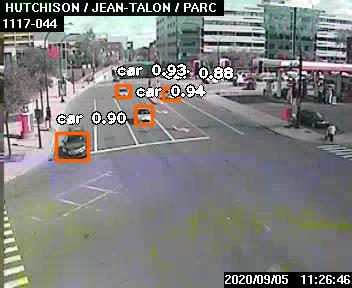 HUTCHISON / JEAN-TALON / PARC
1117-044
car 0.93
0.88
car 0.94
car 0.90
2020/09/05 11:26:46